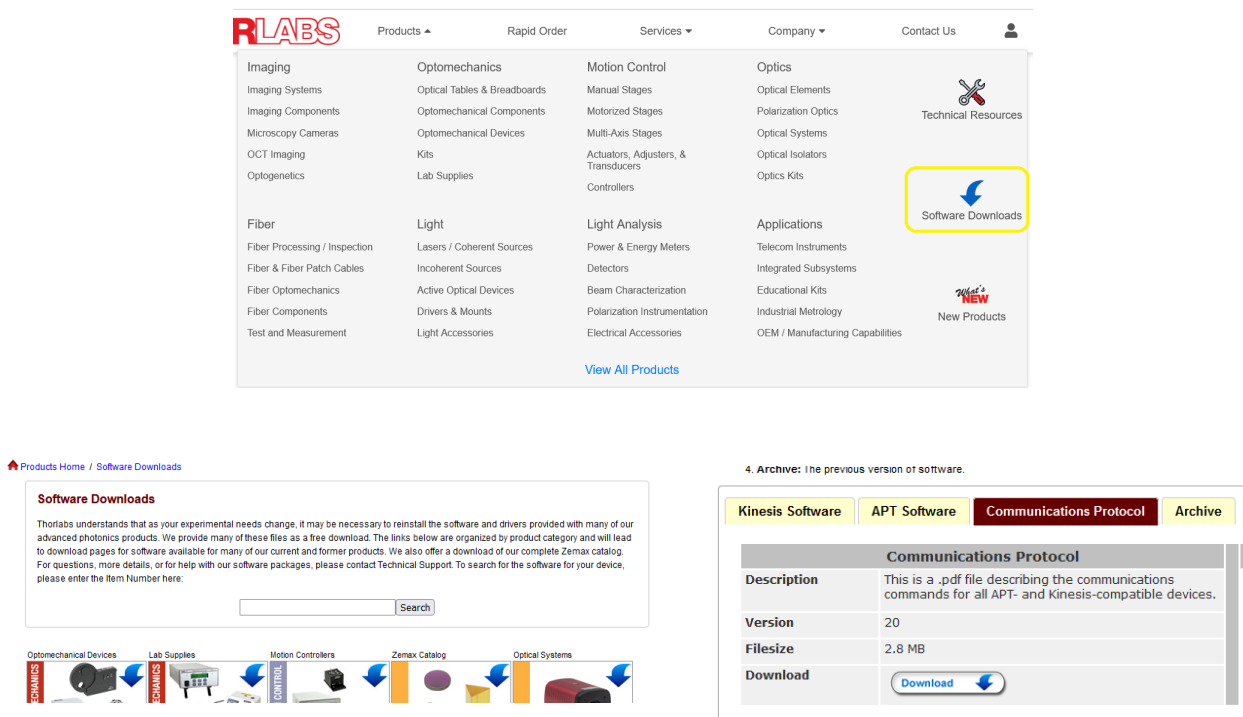 RLABS
Products
Rapid Order
Services
Company
Contact Us
Imaging
Imaging Systems
Imaging Components
Microscopy Cameras
OCT Imaging
Optogenetics
Optomechanics
Optical Tables & Breadboards
Optomechanical Components
Optomechanical Devices
Kits
Lab Supplies
Motion Control
Manual Stages
Motorized Stages
Multi-Axis Stages
Actuators, Adjusters, &
Transducers
Controllers
Optics
Optical Elements
Polarization Optics
Optical Systems
Optical Isolators
Optics Kits
Technical Resources
Software Downloads
Fiber
Fiber Processing / Inspection
Fiber & Fiber Patch Cables
Fiber Optomechanics
Fiber Components
Test and Measurement
Light
Lasers / Coherent Sources
Incoherent Sources
Active Optical Devices
Drivers & Mounts
Light Accessories
Light Analysis
Power & Energy Meters
Detectors
Beam Characterization
Polarization Instrumentation
Electrical Accessories
Applications
Telecom Instruments
Integrated Subsystems
Educational Kits
Industrial Metrology
OEM / Manufacturing Capabilities
What's
NEW
New Products
View All Products
Products Home / Software Downloads
Software Downloads
Thorlabs understands that as your experimental needs change, it may be necessary to reinstall the software and drivers provided with many of our
advanced photonics products. We provide many of these files as a free download. The links below are organized by product category and will lead
to download pages for software available for many of our current and former products. We also offer a download of our complete Zemax catalog.
For questions, more details, or for help with our software packages, please contact Technical Support. To search for the software for your device,
please enter the Item Number here:
Search
Optomechanical Devices
Lab Supplies
Motion Controllers
Zemax Catalog
Optical Systems
CHANICS
CHANICS
CONTROL
4. Archive: The previous version of software.
Kinesis Software
APT Software
Communications Protocol
Archive
Communications Protocol
Description
This is a .pdf file describing the communications
commands for all APT- and Kinesis-compatible devices.
Version
20
Filesize
2.8 MB
Download
Download